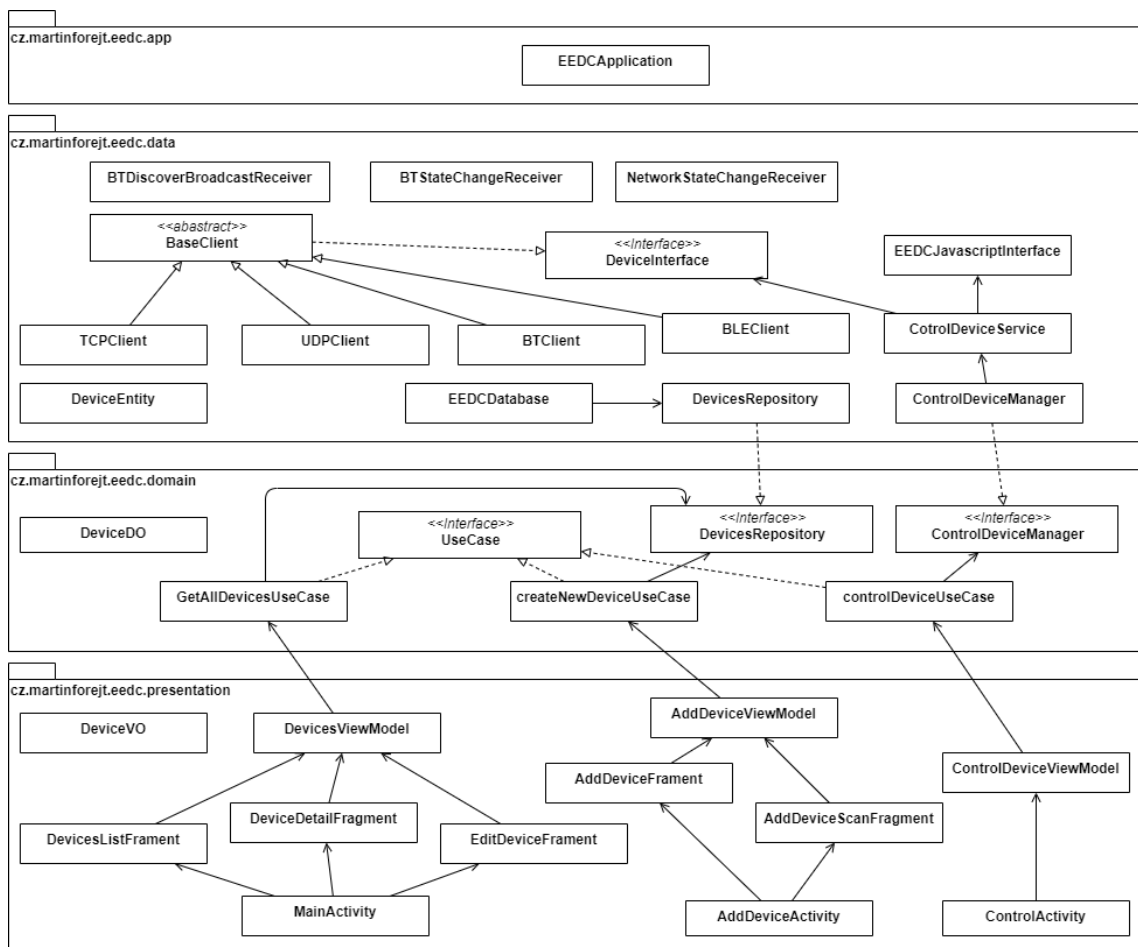 cz.martinforejt.eedc.app
EEDCApplication
cz.martinforejt.eedc.data
BTDiscoverBroadcastReceiver
BTStateChangeReceiver
NetworkStateChangeReceiver
<<abastract>>
BaseClient
<<Interface>>
DeviceInterface
EEDCJavascriptInterface
TCPClient
UDPClient
BTClient
BLEClient
CotrolDeviceService
DeviceEntity
EEDCDatabase
DevicesRepository
ControlDeviceManager
cz.martinforejt.eedc.domain
DeviceDO
<<Interface>>
UseCase
<<Interface>>
DevicesRepository
<<Interface>>
ControlDeviceManager
GetAllDevicesUseCase
createNewDeviceUseCase
controlDeviceUseCase
cz.martinforejt.eedc.presentation
DeviceVO
DevicesViewModel
AddDeviceViewModel
ControlDeviceViewModel
AddDeviceFrament
DevicesListFrament
DeviceDetailFragment
EditDeviceFrament
AddDeviceScanFragment
MainActivity
AddDeviceActivity
ControlActivity